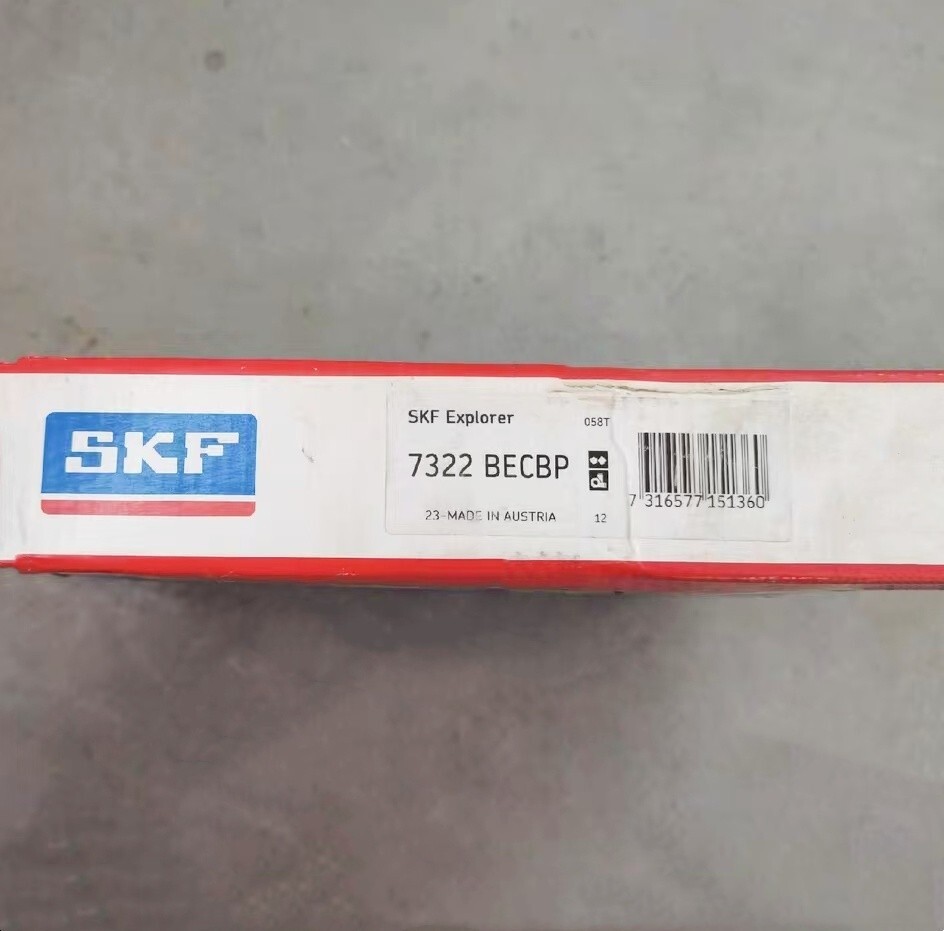 SKF
SKF Explorer
058T
7322 BECBP
23-MADE IN AUSTRIA
12
7 316577 151360